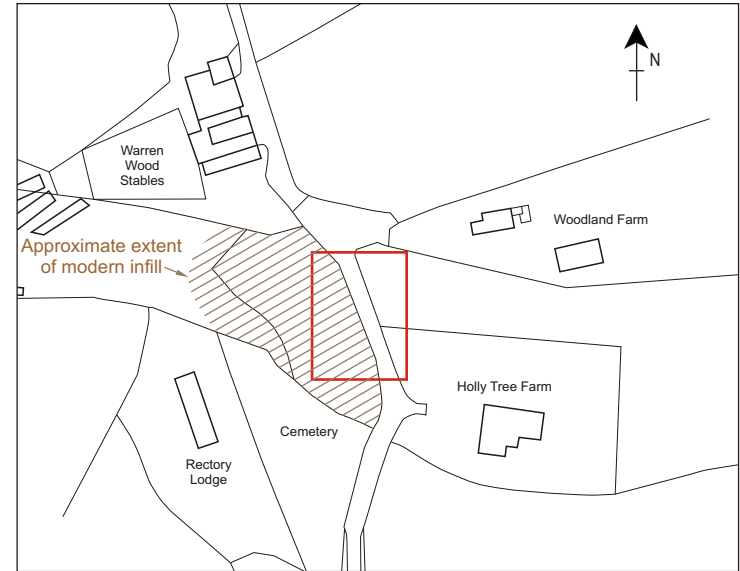 N
Warren
Wood
Stables
Woodland Farm
Approximate extent
of modern infill
Holly Tree Farm
Cemetery
Rectory
Lodge